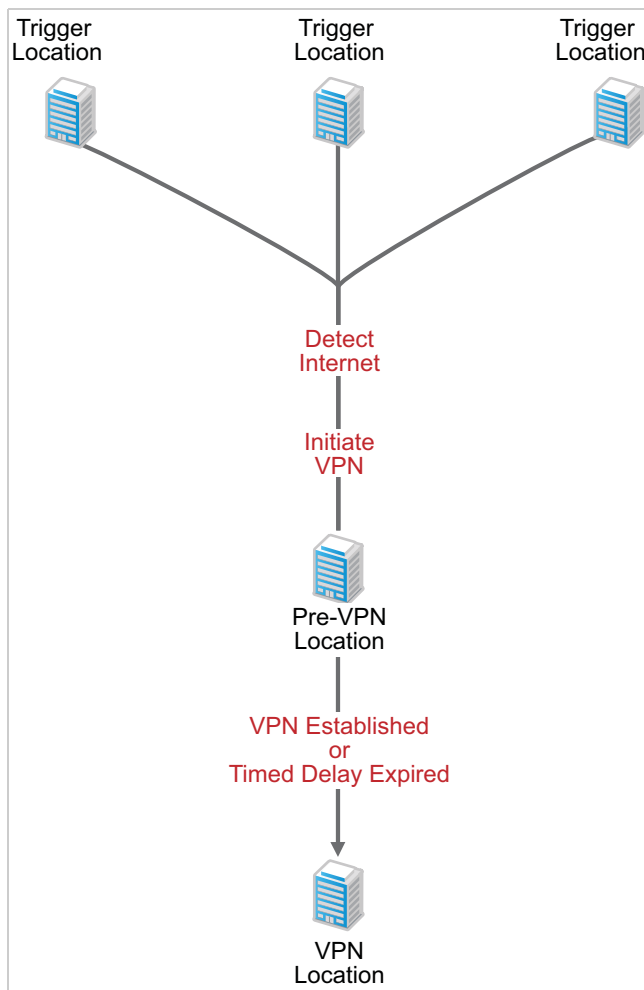 Trigger
Location
Trigger
Location
Trigger
Location
Detect
Internet
Initiate
VPN
Pre-VPN
Location
VPN Established
or
Timed Delay Expired
VPN
Location